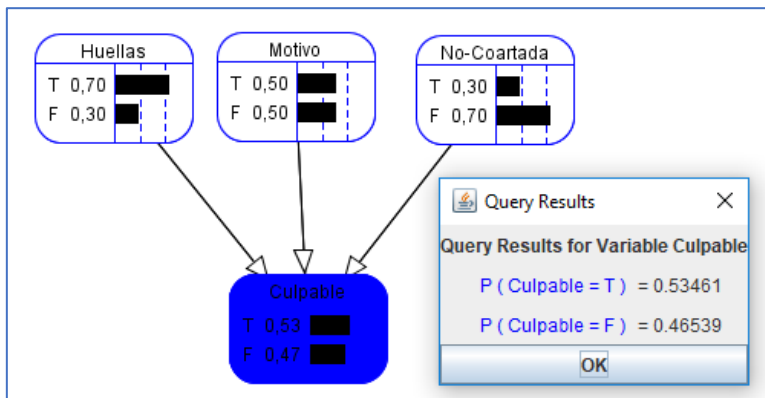 Huellas
T 0,70
F 0,30
Motivo
T 0,50
F 0,50
No-Coartada
T 0,30
F 0,70
Culpable
T 0,53
F 0,47
Query Results
Query Results for Variable Culpable
P ( Culpable = T ) = 0.53461
P ( Culpable = F ) = 0.46539
OK